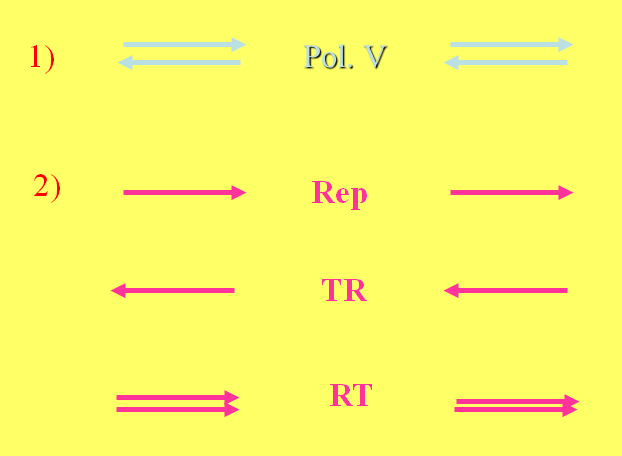 1) Pol. V
2) Rep
TR
RT